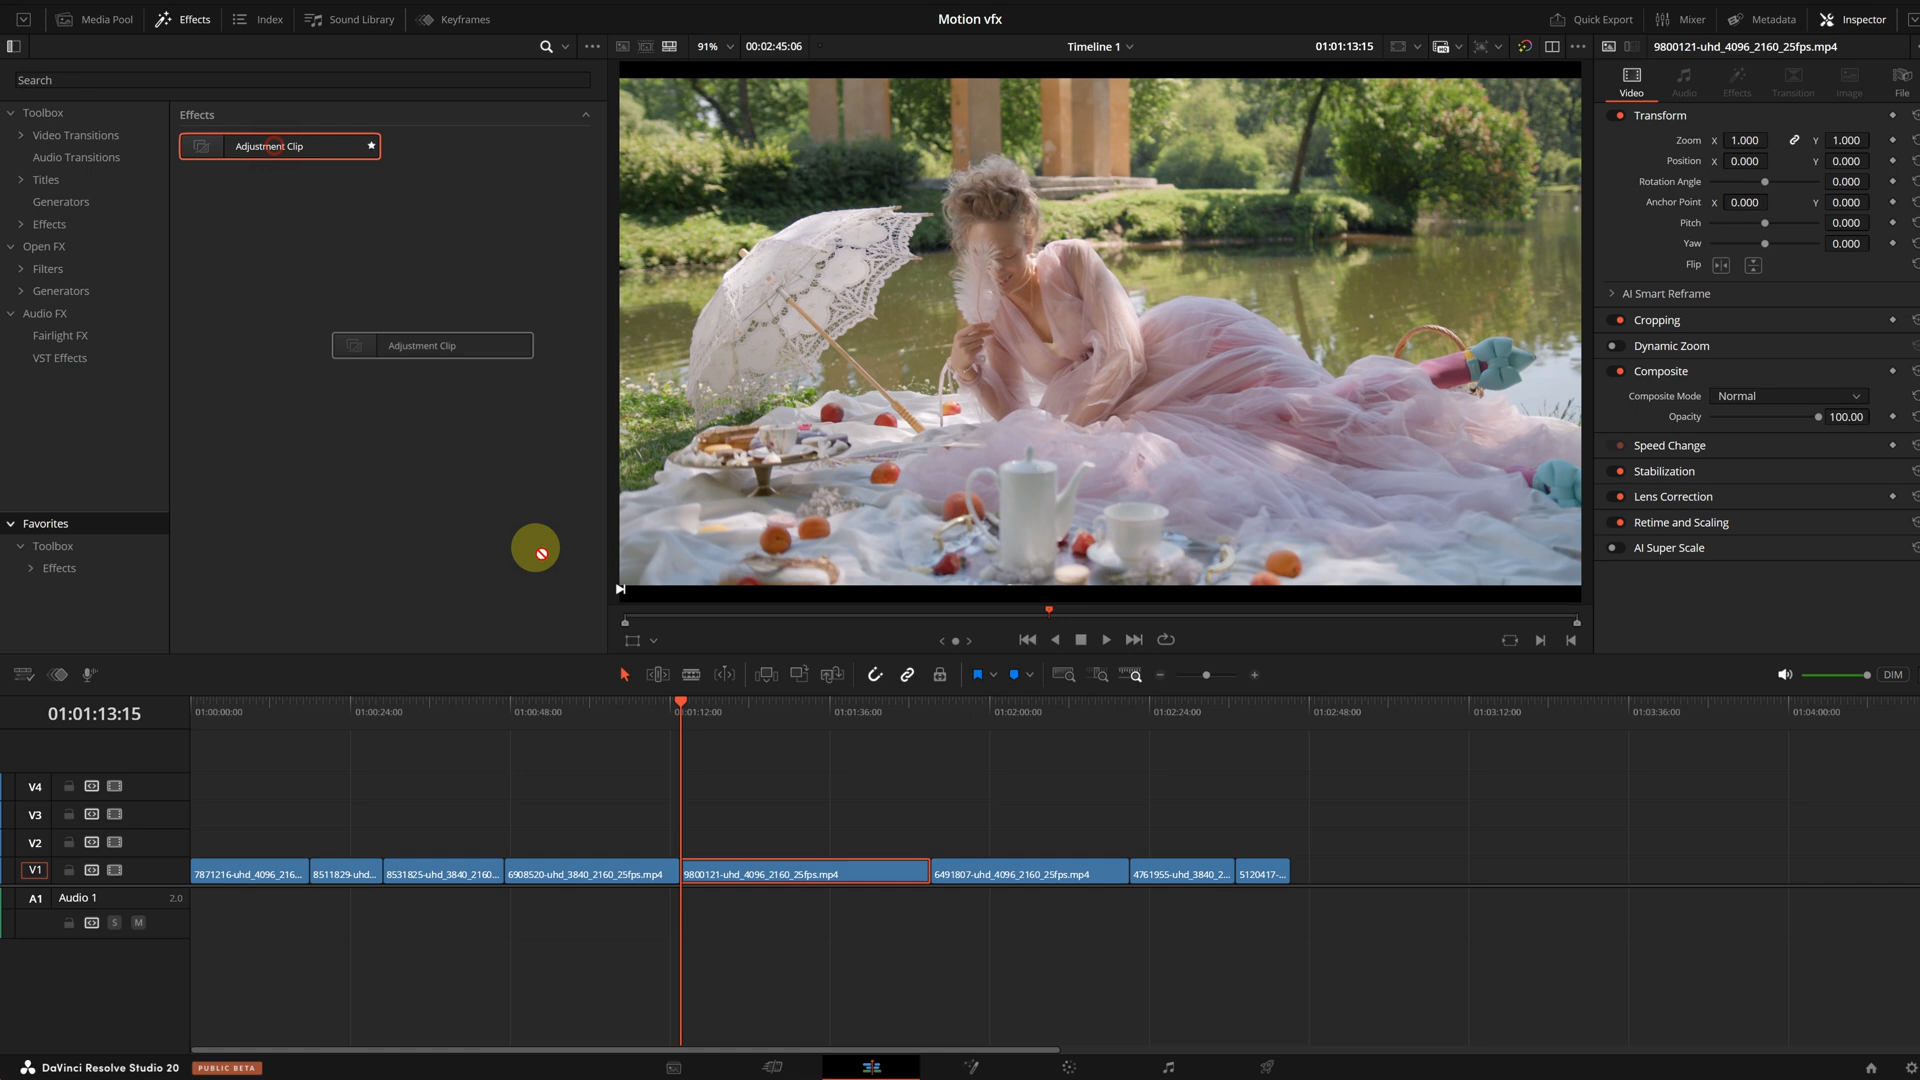 Media Pool
Effects
Index
Sound Library
Keyframes
Motion vfx
Quick Export
Mixer
Metadata
Inspector
91%
00:02:45:06
Timeline 1
01:01:13:15
9800121-uhd_4096_2160_25fps.mp4
Search
Toolbox
Video Transitions
Audio Transitions
Titles
Generators
Effects
Open FX
Filters
Generators
Audio FX
Fairlight FX
VST Effects
Favorites
Toolbox
Effects
Effects
Adjustment Clip
Adjustment Clip
Video
Audio
Effects
Transition
Image
File
Transform
Zoom X 1.000 Y 1.000
Position X 0.000 Y 0.000
Rotation Angle 0.000
Anchor Point X 0.000 Y 0.000
Pitch 0.000
Yaw 0.000
Flip
AI Smart Reframe
Cropping
Dynamic Zoom
Composite
Composite Mode Normal
Opacity 100.00
Speed Change
Stabilization
Lens Correction
Retime and Scaling
AI Super Scale
DIM
01:01:13:15
01:00:00:00
01:00:24:00
01:00:48:00
01:01:12:00
01:01:36:00
01:02:00:00
01:02:24:00
01:02:48:00
01:03:12:00
01:03:36:00
01:04:00:00
V4
V3
V2
V1
7871216-uhd_4096_216...
8511829-uhd...
8531825-uhd_3840_2160...
6908520-uhd_3840_2160_25fps.mp4
9800121-uhd_4096_2160_25fps.mp4
6491807-uhd_4096_2160_25fps.mp4
4761955-uhd_3840_2...
5120417-...
A1 Audio 1 2.0
S M
DaVinci Resolve Studio 20 PUBLIC BETA